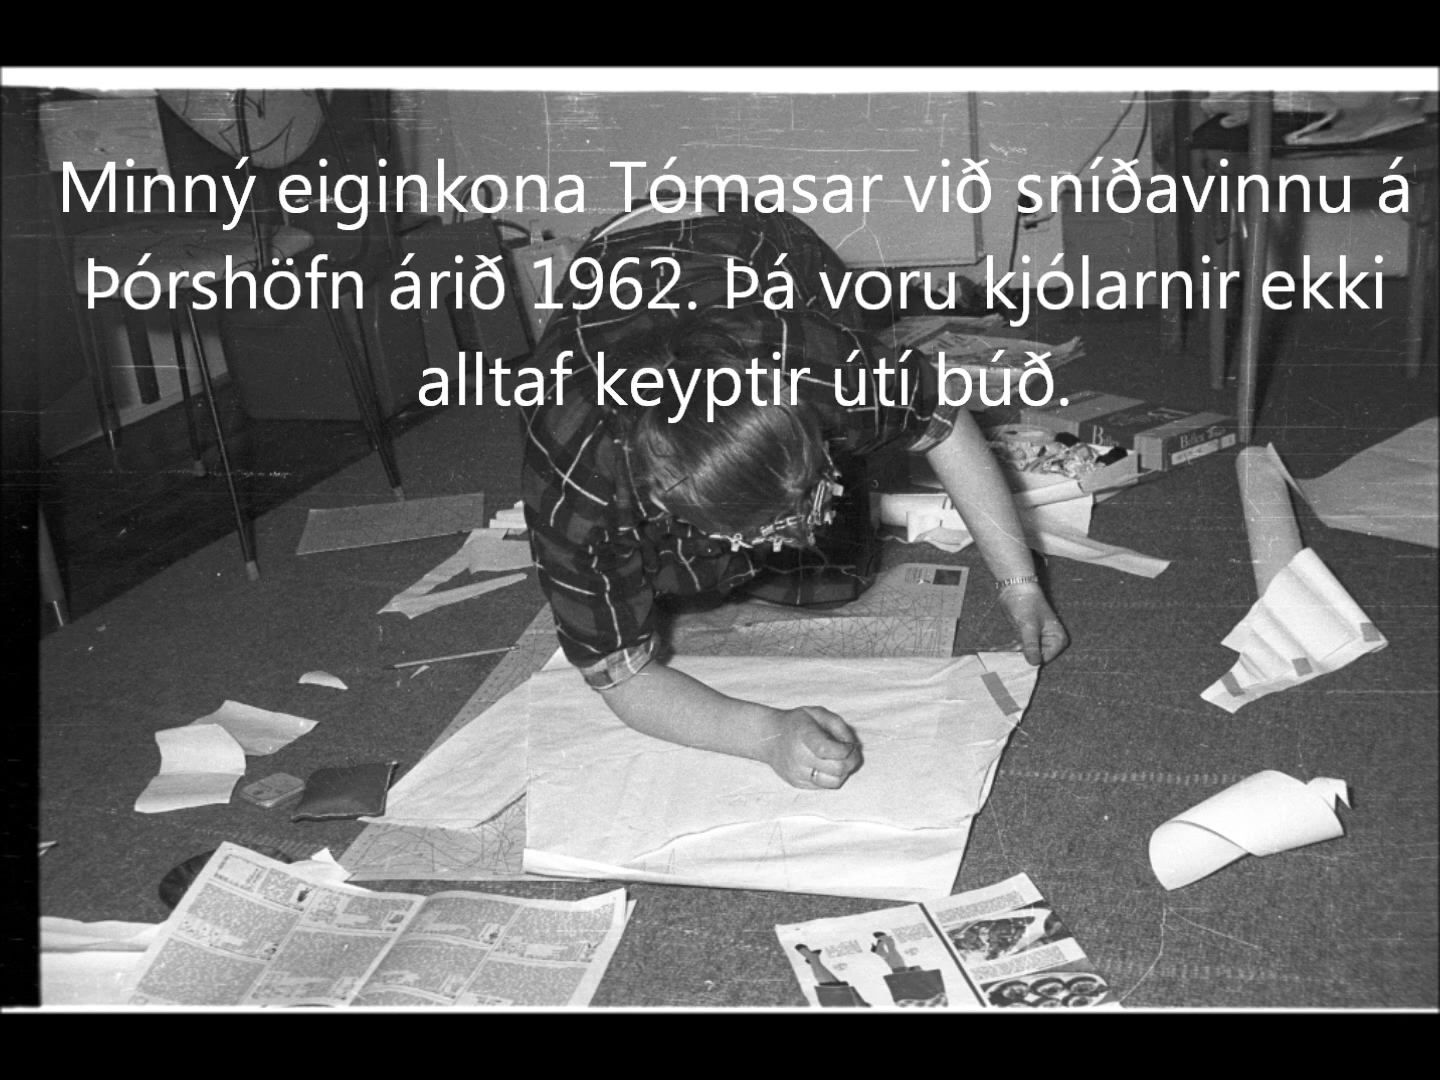 Minný eiginkona Tómasar við sníðavinnu á
Þórshöfn árið 1962. Þá voru kjólarnir ekki
alltaf keyptir útí búð.